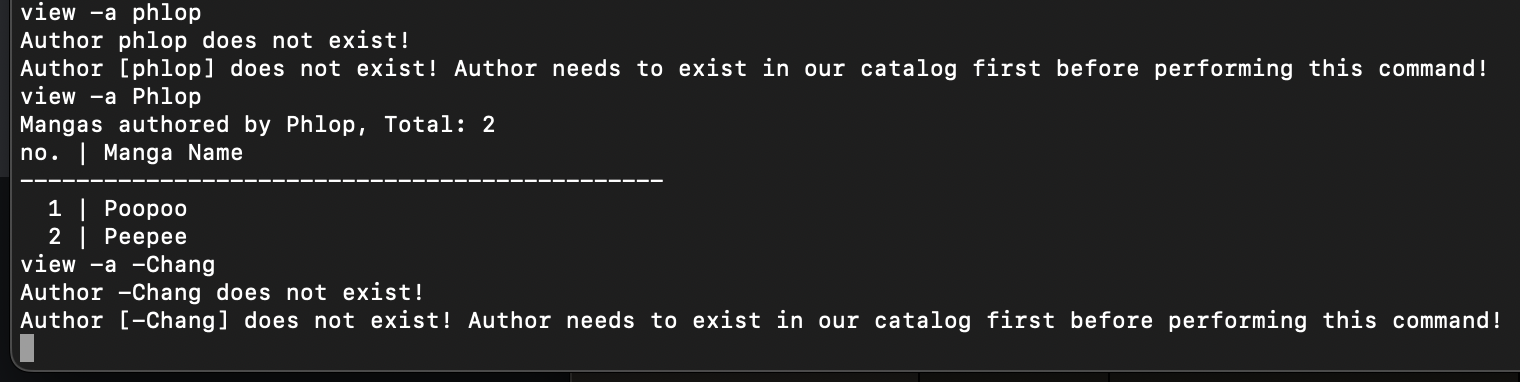 view -a phlop
Author phlop does not exist!
Author [phlop] does not exist! Author needs to exist in our catalog first before performing this command!
view -a Phlop
Mangas authored by Phlop, Total: 2
no. | Manga Name
----------------------------------------------
  1 | Poopoo
  2 | Peepee
view -a -Chang
Author -Chang does not exist!
Author [-Chang] does not exist! Author needs to exist in our catalog first before performing this command!